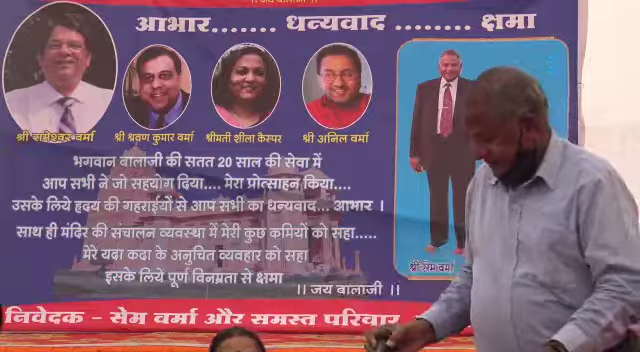 ।। जय बालाजी ।।
आभार....... धन्यवाद ........ क्षमा
श्री रामेश्वर वर्मा
श्री श्रवण कुमार वर्मा
श्रीमती शीला कैस्पर
श्री अनिल वर्मा
भगवान बालाजी की सतत 20 साल की सेवा में
आप सभी ने जो सहयोग दिया.... मेरा प्रोत्साहन किया....
उसके लिये हृदय की गहराईयों से आप सभी का धन्यवाद... आभार ।
साथ ही मंदिर की संचालन व्यवस्था में मेरी कुछ कमियों को सहा.....
मेरे यदा कदा के अनुचित व्यवहार को सहा
इसके लिये पूर्ण विनम्रता से क्षमा
।। जय बालाजी ।।
श्री सेम वर्मा
निवेदक - सेम वर्मा और समस्त परिवार